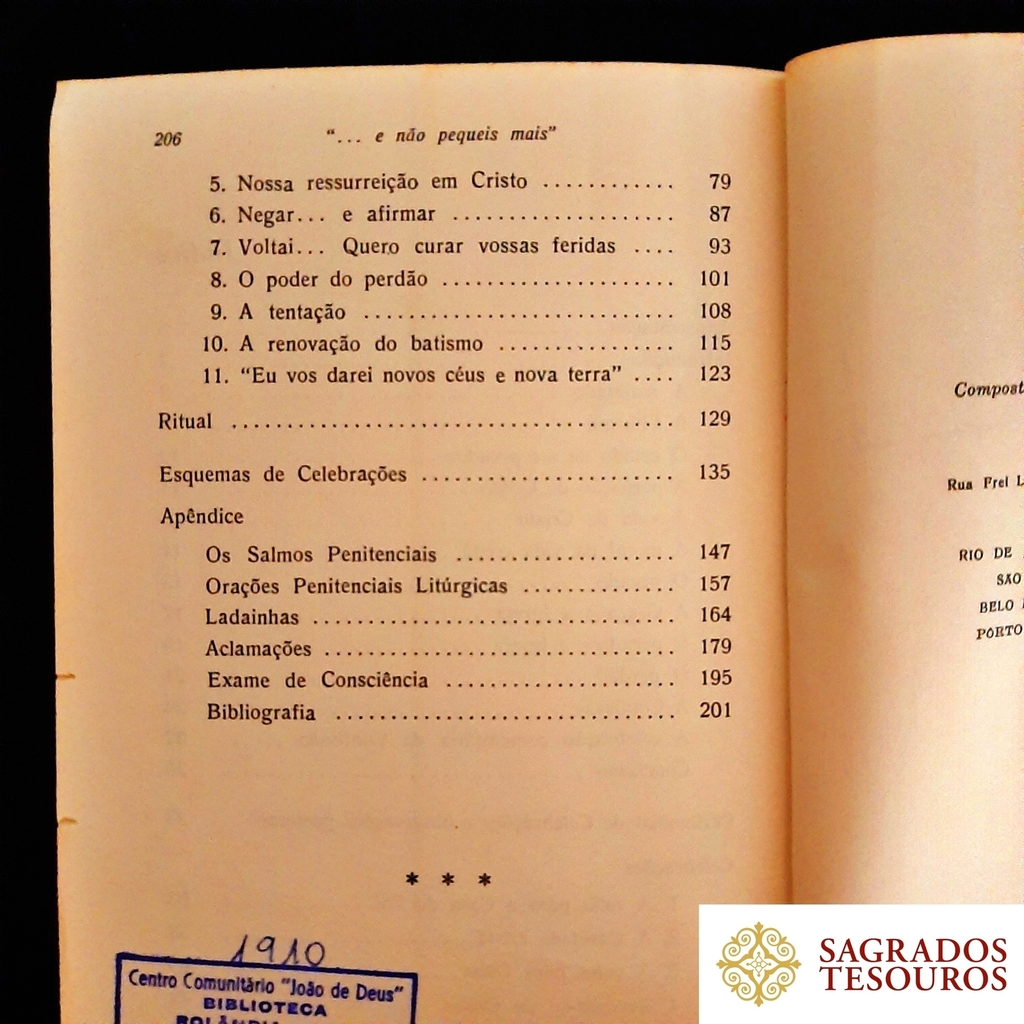 206 "... e não pequeis mais"
5. Nossa ressurreição em Cristo ............ 79
6. Negar... e afirmar .................... 87
7. Voltai... Quero curar vossas feridas .... 93
8. O poder do perdão ..................... 101
9. A tentação ............................ 108
10. A renovação do batismo ................ 115
11. "Eu vos darei novos céus e nova terra" .... 123
Ritual ........................................ 129
Esquemas de Celebrações ....................... 135
Apêndice
Os Salmos Penitenciais .................... 147
Orações Penitenciais Litúrgicas .............. 157
Ladainhas ................................. 164
Aclamações ................................ 179
Exame de Consciência ..................... 195
Bibliografia ............................... 201
* * *
1910
Centro Comunitário "João de Deus"
BIBLIOTECA
Compost
Rua Frei L
RIO DE
SÃO
BELO
PÔRTO
SAGRADOS
TESOUROS